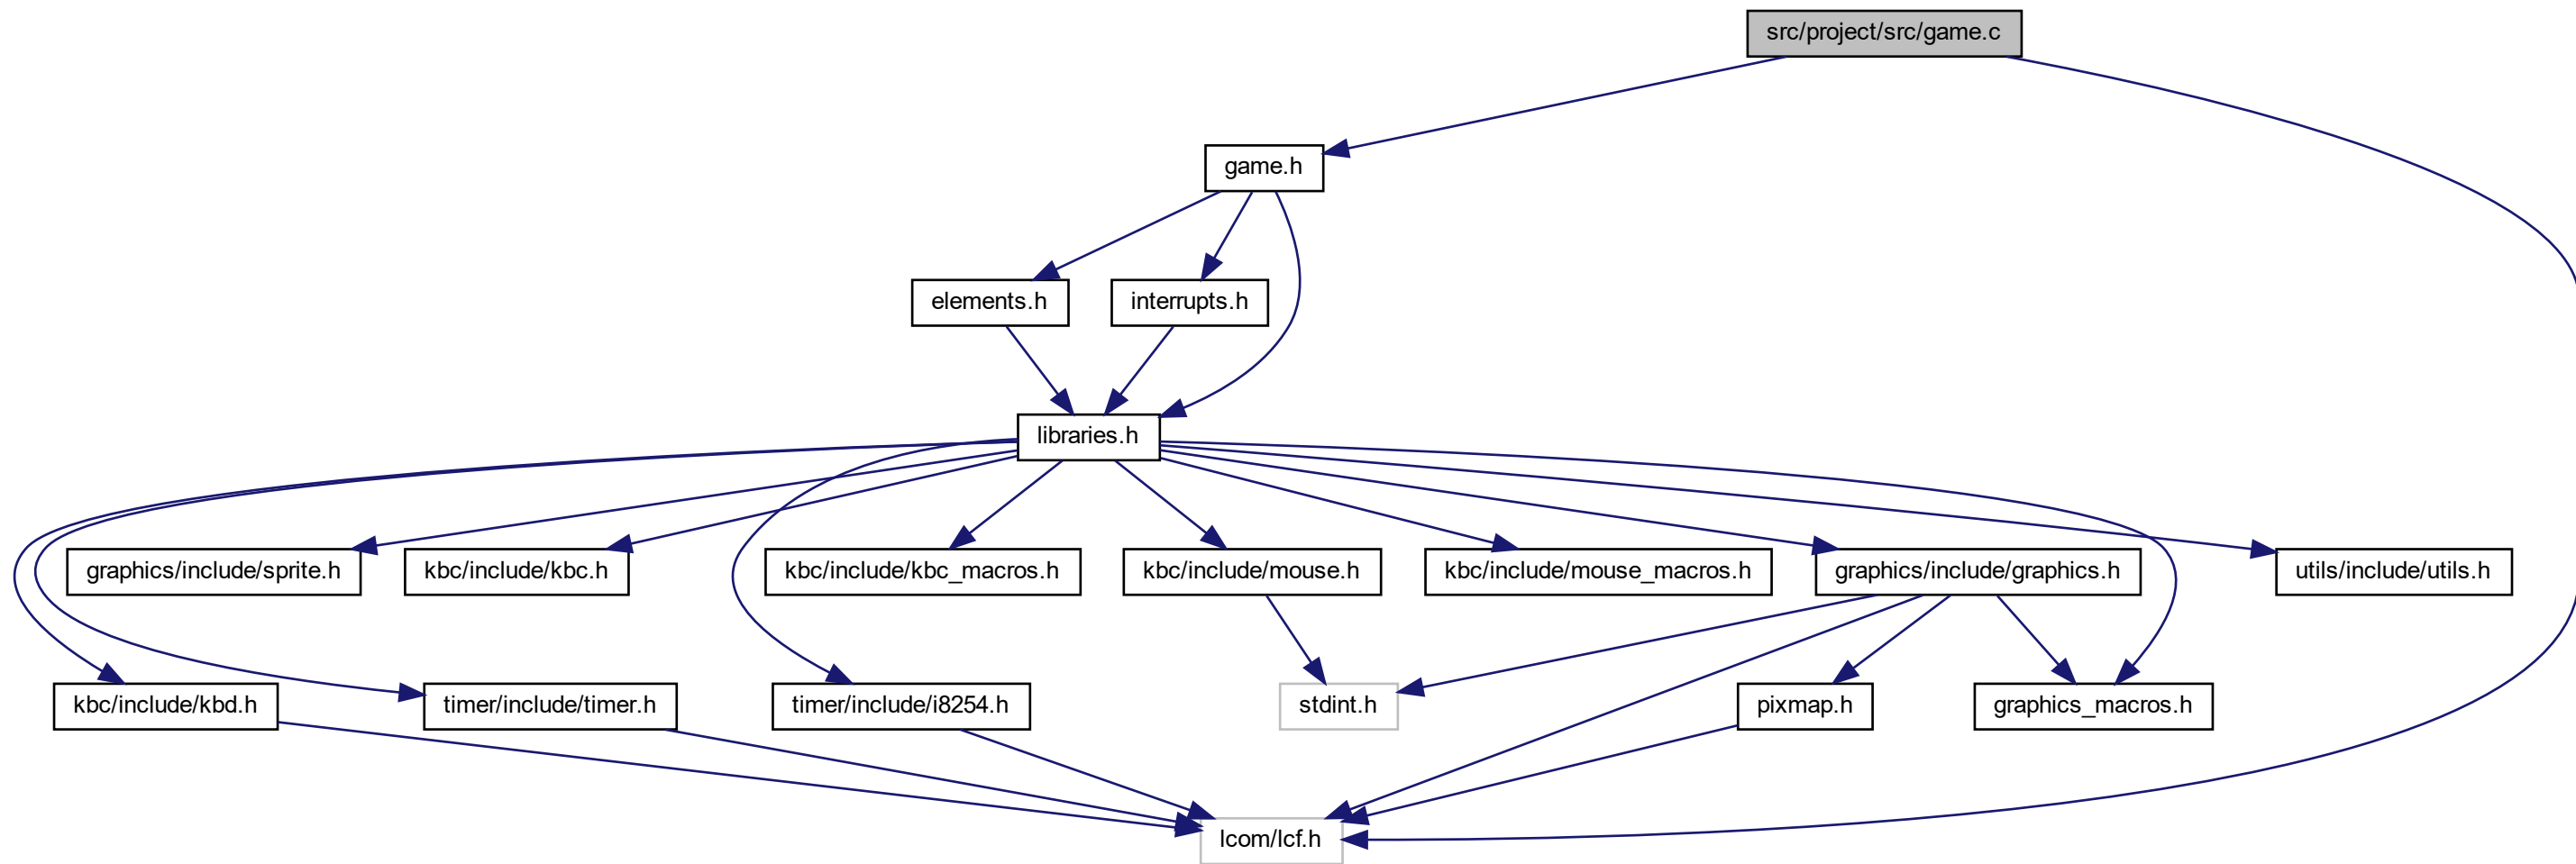 src/project/src/game.c
game.h
elements.h
interrupts.h
libraries.h
graphics/include/sprite.h
kbc/include/kbc.h
kbc/include/kbc_macros.h
kbc/include/mouse.h
kbc/include/mouse_macros.h
graphics/include/graphics.h
utils/include/utils.h
kbc/include/kbd.h
timer/include/timer.h
timer/include/i8254.h
stdint.h
pixmap.h
graphics_macros.h
lcom/lcf.h